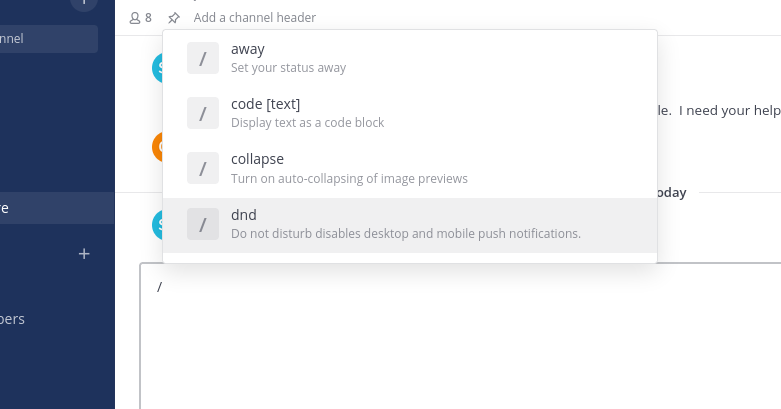 8 Add a channel header
nnel
/ away
Set your status away
/ code [text]
Display text as a code block
le. I need your help
/ collapse
Turn on auto-collapsing of image previews
oday
re
/ dnd
Do not disturb disables desktop and mobile push notifications.
+
/
bers